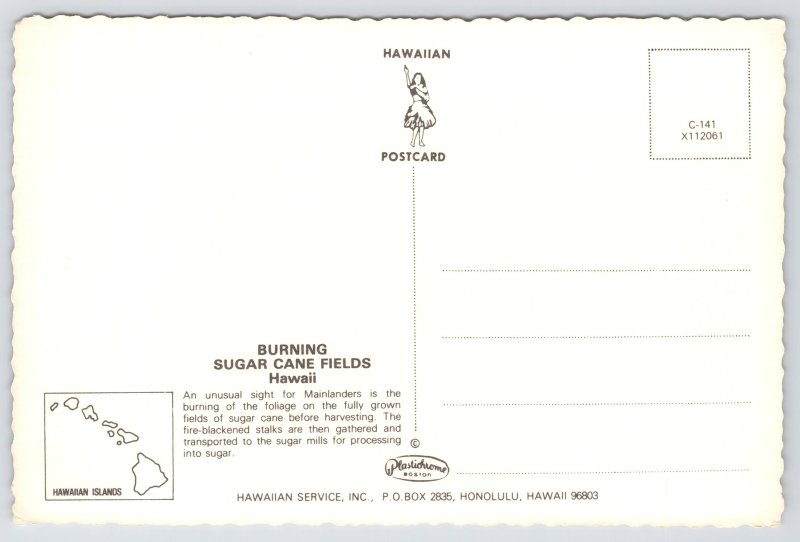 HAWAIIAN
POSTCARD
C-141
X112061
BURNING
SUGAR CANE FIELDS
Hawaii
An unusual sight for Mainlanders is the
burning of the foliage on the fully grown
fields of sugar cane before harvesting. The
fire-blackened stalks are then gathered and
transported to the sugar mills for processing
into sugar.
HAWAIIAN ISLANDS
©
Plastichrome
BOSTON
HAWAIIAN SERVICE, INC., P.O.BOX 2835, HONOLULU, HAWAII 96803